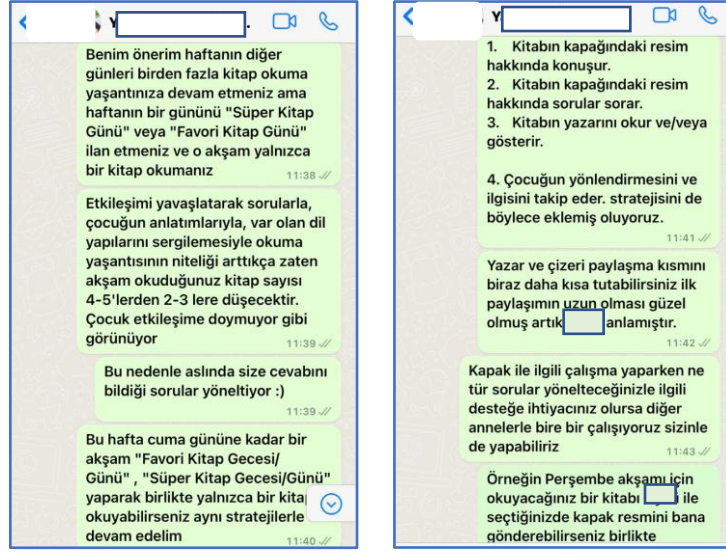 Y
Benim önerim haftanın diğer
günleri birden fazla kitap okuma
yaşantınıza devam etmeniz ama
haftanın bir gününü "Süper Kitap
Günü" veya "Favori Kitap Günü"
ilan etmeniz ve o akşam yalnızca
bir kitap okumanız
11:38
Etkileşimi yavaşlatarak sorularla,
çocuğun anlatımlarıyla, var olan dil
yapılarını sergilemesiyle okuma
yaşantısının niteliği arttıkça zaten
akşam okuduğunuz kitap sayısı
4-5'lerden 2-3 lere düşecektir.
Çocuk etkileşime doymuyor gibi
görünüyor
11:39
Bu nedenle aslında size cevabını
bildiği sorular yöneltiyor :)
11:39
Bu hafta cuma gününe kadar bir
akşam "Favori Kitap Gecesi/
Günü" , "Süper Kitap Gecesi/Günü"
yaparak birlikte yalnızca bir
okuyabilirseniz aynı stratejilerle
devam edelim
11:40
Y.
1. Kitabın kapağındaki resim
hakkında konuşur.
2. Kitabın kapağındaki resim
hakkında sorular sorar.
3. Kitabın yazarını okur ve/veya
gösterir.
4. Çocuğun yönlendirmesini ve
ilgisini takip eder. stratejisini de
böylece eklemiş oluyoruz.
11:41
Yazar ve çizeri paylaşma kısmını
biraz daha kısa tutabilirsiniz ilk
paylaşımın uzun olması güzel
olmuş artık anlamıştır.
11:42
Kapak ile ilgili çalışma yaparken ne
tür sorular yönelteceğinizle ilgili
desteğe ihtiyacınız olursa diğer
annelerle bire bir çalışıyoruz sizinle
de yapabiliriz
11:43
Örneğin Perşembe akşamı için
okuyacağınız bir kitabı ile
seçtiğinizde kapak resmini bana
gönderebilirseniz birlikte